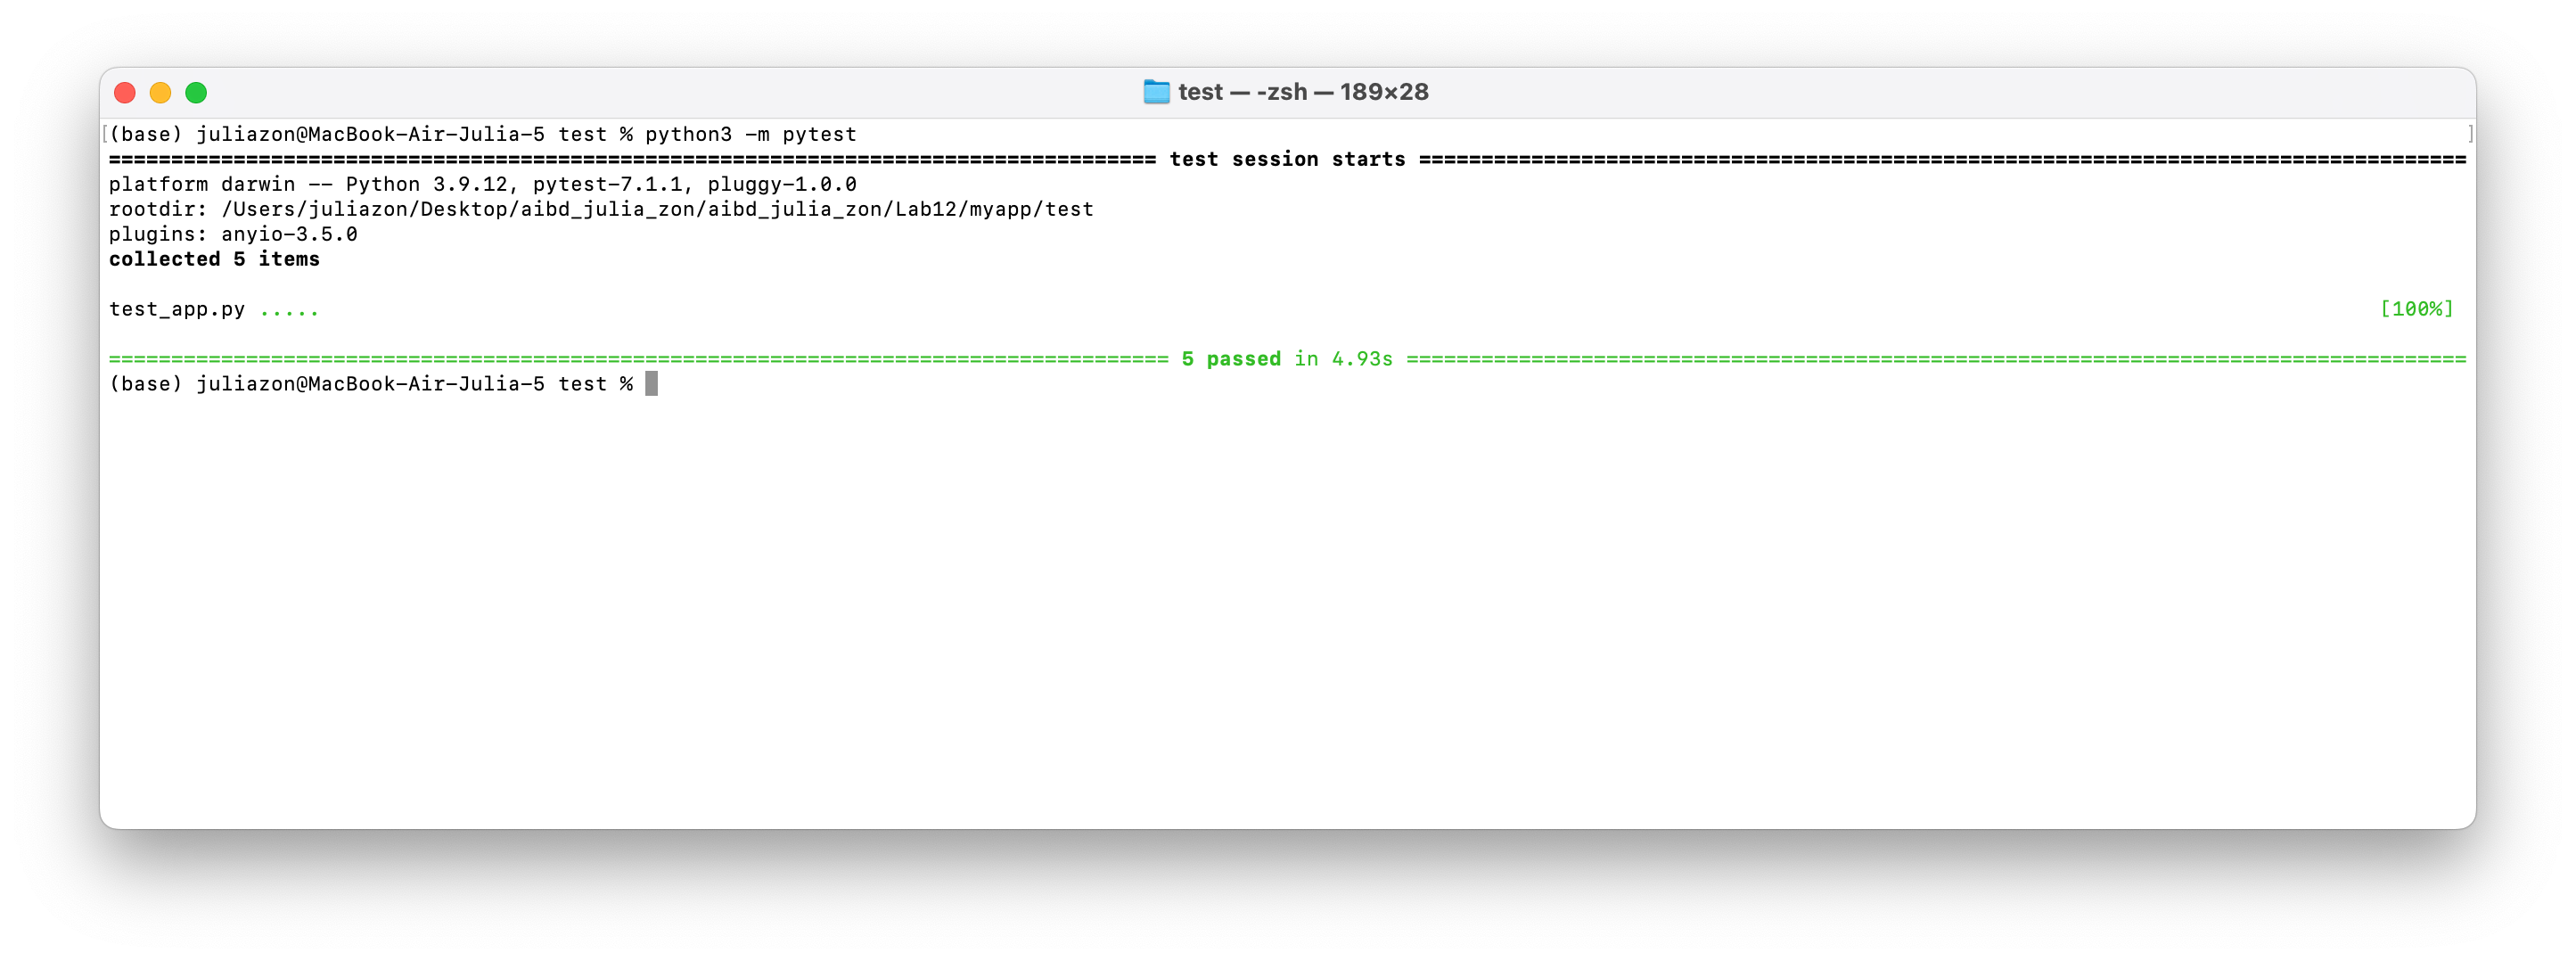 test — -zsh — 189×28
[(base) juliazon@MacBook-Air-Julia-5 test % python3 -m pytest ]
==================================================================================== test session starts ====================================================================================
platform darwin -- Python 3.9.12, pytest-7.1.1, pluggy-1.0.0
rootdir: /Users/juliazon/Desktop/aibd_julia_zon/aibd_julia_zon/Lab12/myapp/test
plugins: anyio-3.5.0
collected 5 items
test_app.py ..... [100%]
===================================================================================== 5 passed in 4.93s =====================================================================================
(base) juliazon@MacBook-Air-Julia-5 test %